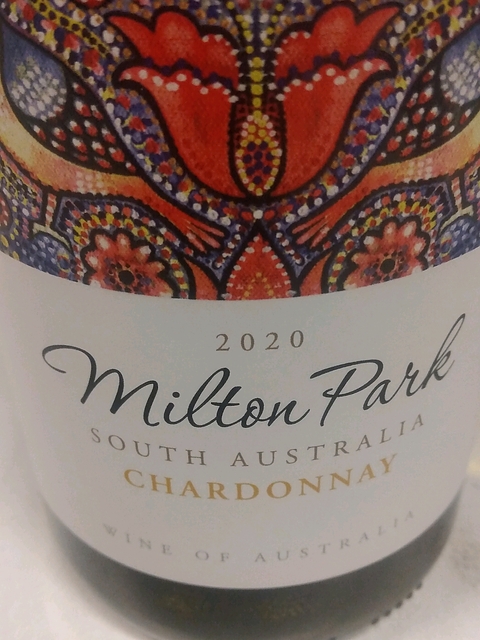 2020
Milton Park
SOUTH AUSTRALIA
CHARDONNAY
WINE OF AUSTRALIA